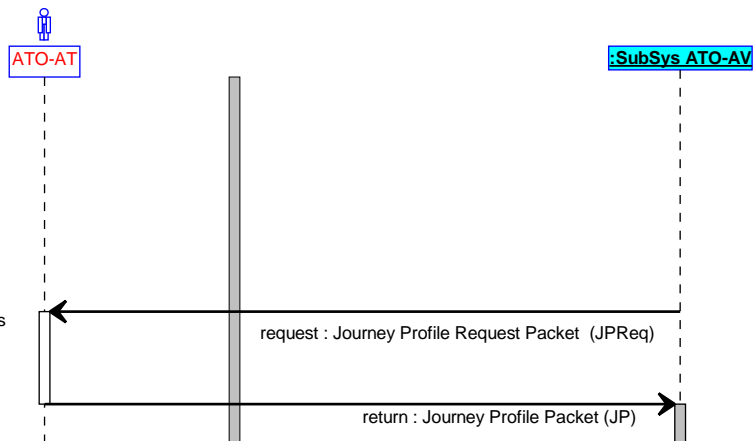 ATO-AT
:SubSys ATO-AV
s
request : Journey Profile Request Packet (JPReq)
return : Journey Profile Packet (JP)